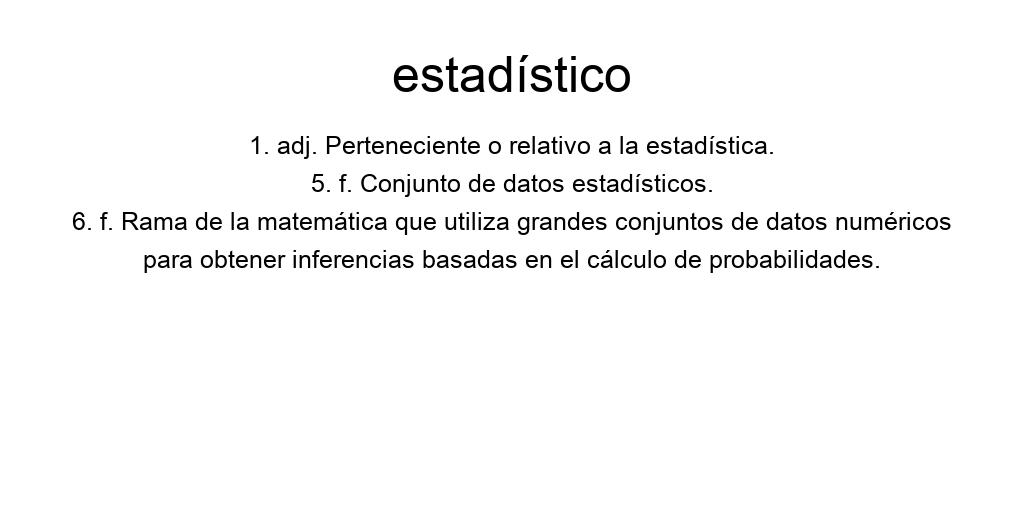 estadístico
1. adj. Perteneciente o relativo a la estadística.
5. f. Conjunto de datos estadísticos.
6. f. Rama de la matemática que utiliza grandes conjuntos de datos numéricos
para obtener inferencias basadas en el cálculo de probabilidades.